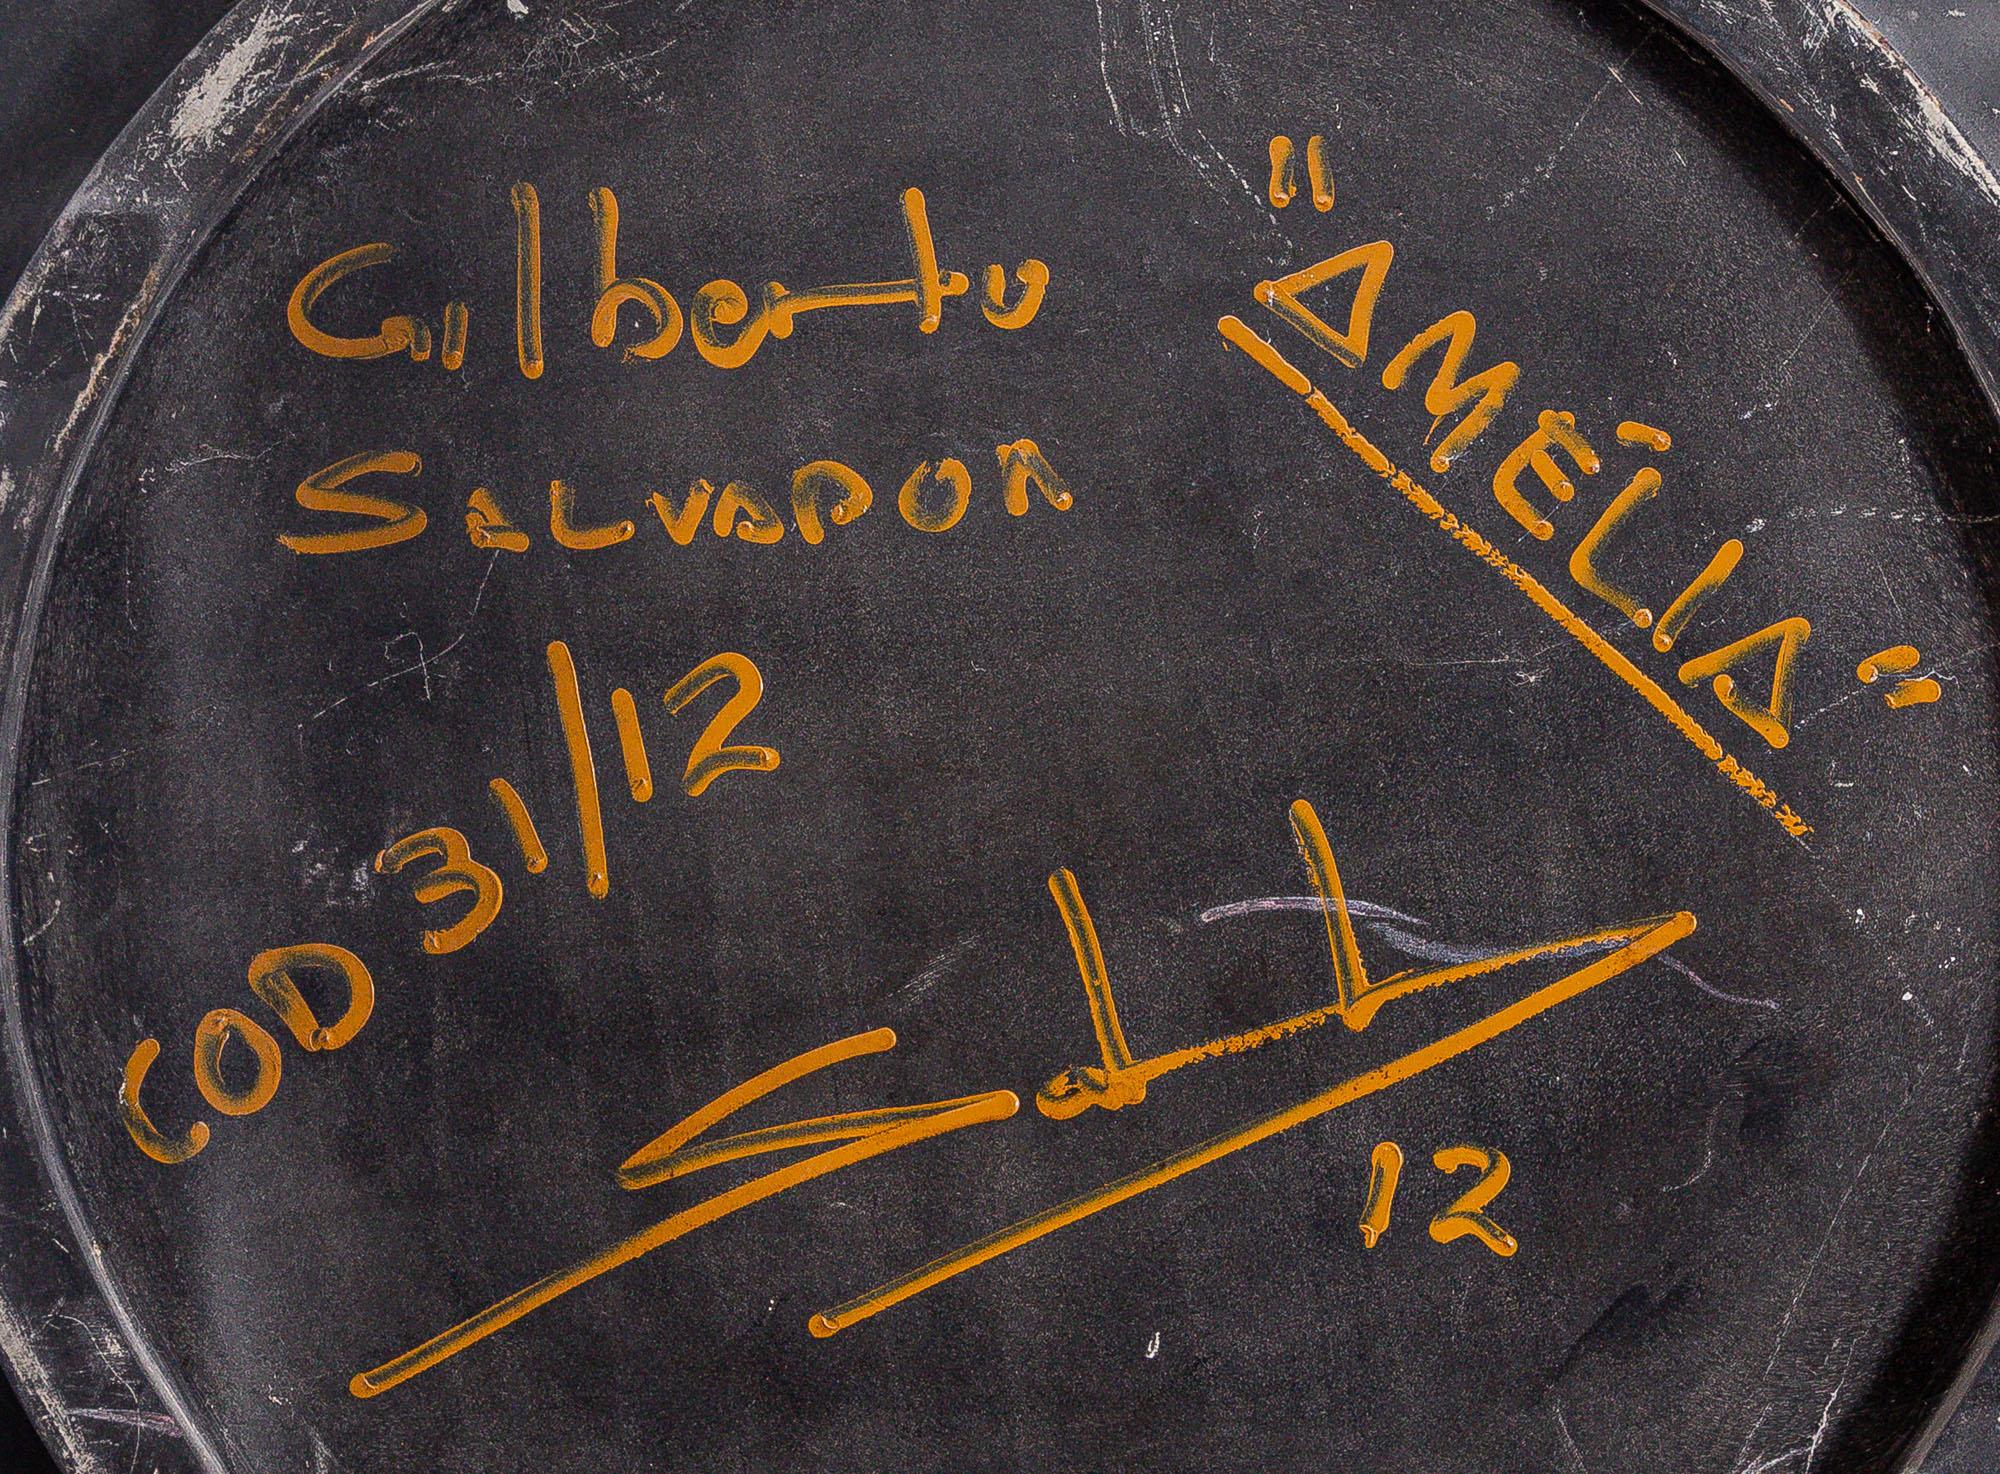 Gilberto
SALVADOR
"AMÉLIA"
COD 31/12
12